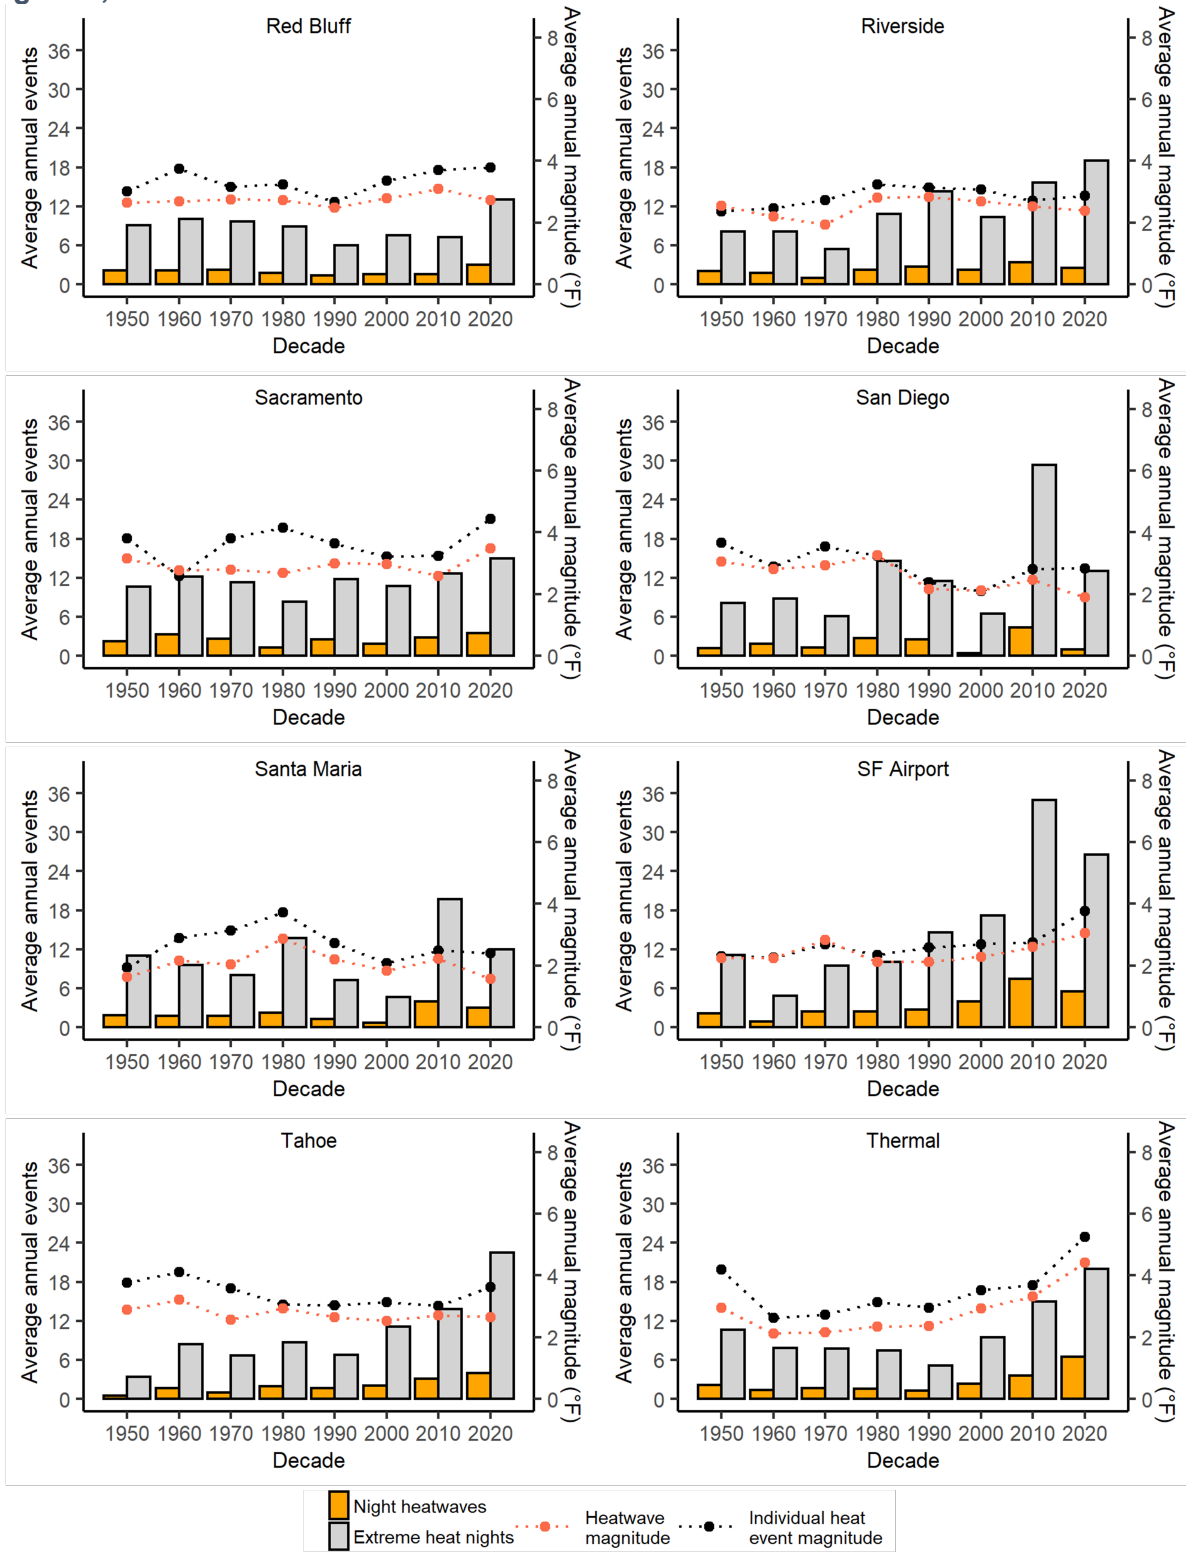 Red Bluff
Average annual events
36
30
24
18
12
6
0
8
6
4
2
0
Average annual magnitude (°F)
1950 1960 1970 1980 1990 2000 2010 2020
Decade
Riverside
Average annual events
36
30
24
18
12
6
0
8
6
4
2
0
Average annual magnitude (°F)
1950 1960 1970 1980 1990 2000 2010 2020
Decade
Sacramento
Average annual events
36
30
24
18
12
6
0
8
6
4
2
0
Average annual magnitude (°F)
1950 1960 1970 1980 1990 2000 2010 2020
Decade
San Diego
Average annual events
36
30
24
18
12
6
0
8
6
4
2
0
Average annual magnitude (°F)
1950 1960 1970 1980 1990 2000 2010 2020
Decade
Santa Maria
Average annual events
36
30
24
18
12
6
0
8
6
4
2
0
Average annual magnitude (°F)
1950 1960 1970 1980 1990 2000 2010 2020
Decade
SF Airport
Average annual events
36
30
24
18
12
6
0
8
6
4
2
0
Average annual magnitude (°F)
1950 1960 1970 1980 1990 2000 2010 2020
Decade
Tahoe
Average annual events
36
30
24
18
12
6
0
8
6
4
2
0
Average annual magnitude (°F)
1950 1960 1970 1980 1990 2000 2010 2020
Decade
Thermal
Average annual events
36
30
24
18
12
6
0
8
6
4
2
0
Average annual magnitude (°F)
1950 1960 1970 1980 1990 2000 2010 2020
Decade
Night heatwaves
Extreme heat nights
Heatwave
magnitude
Individual heat
event magnitude